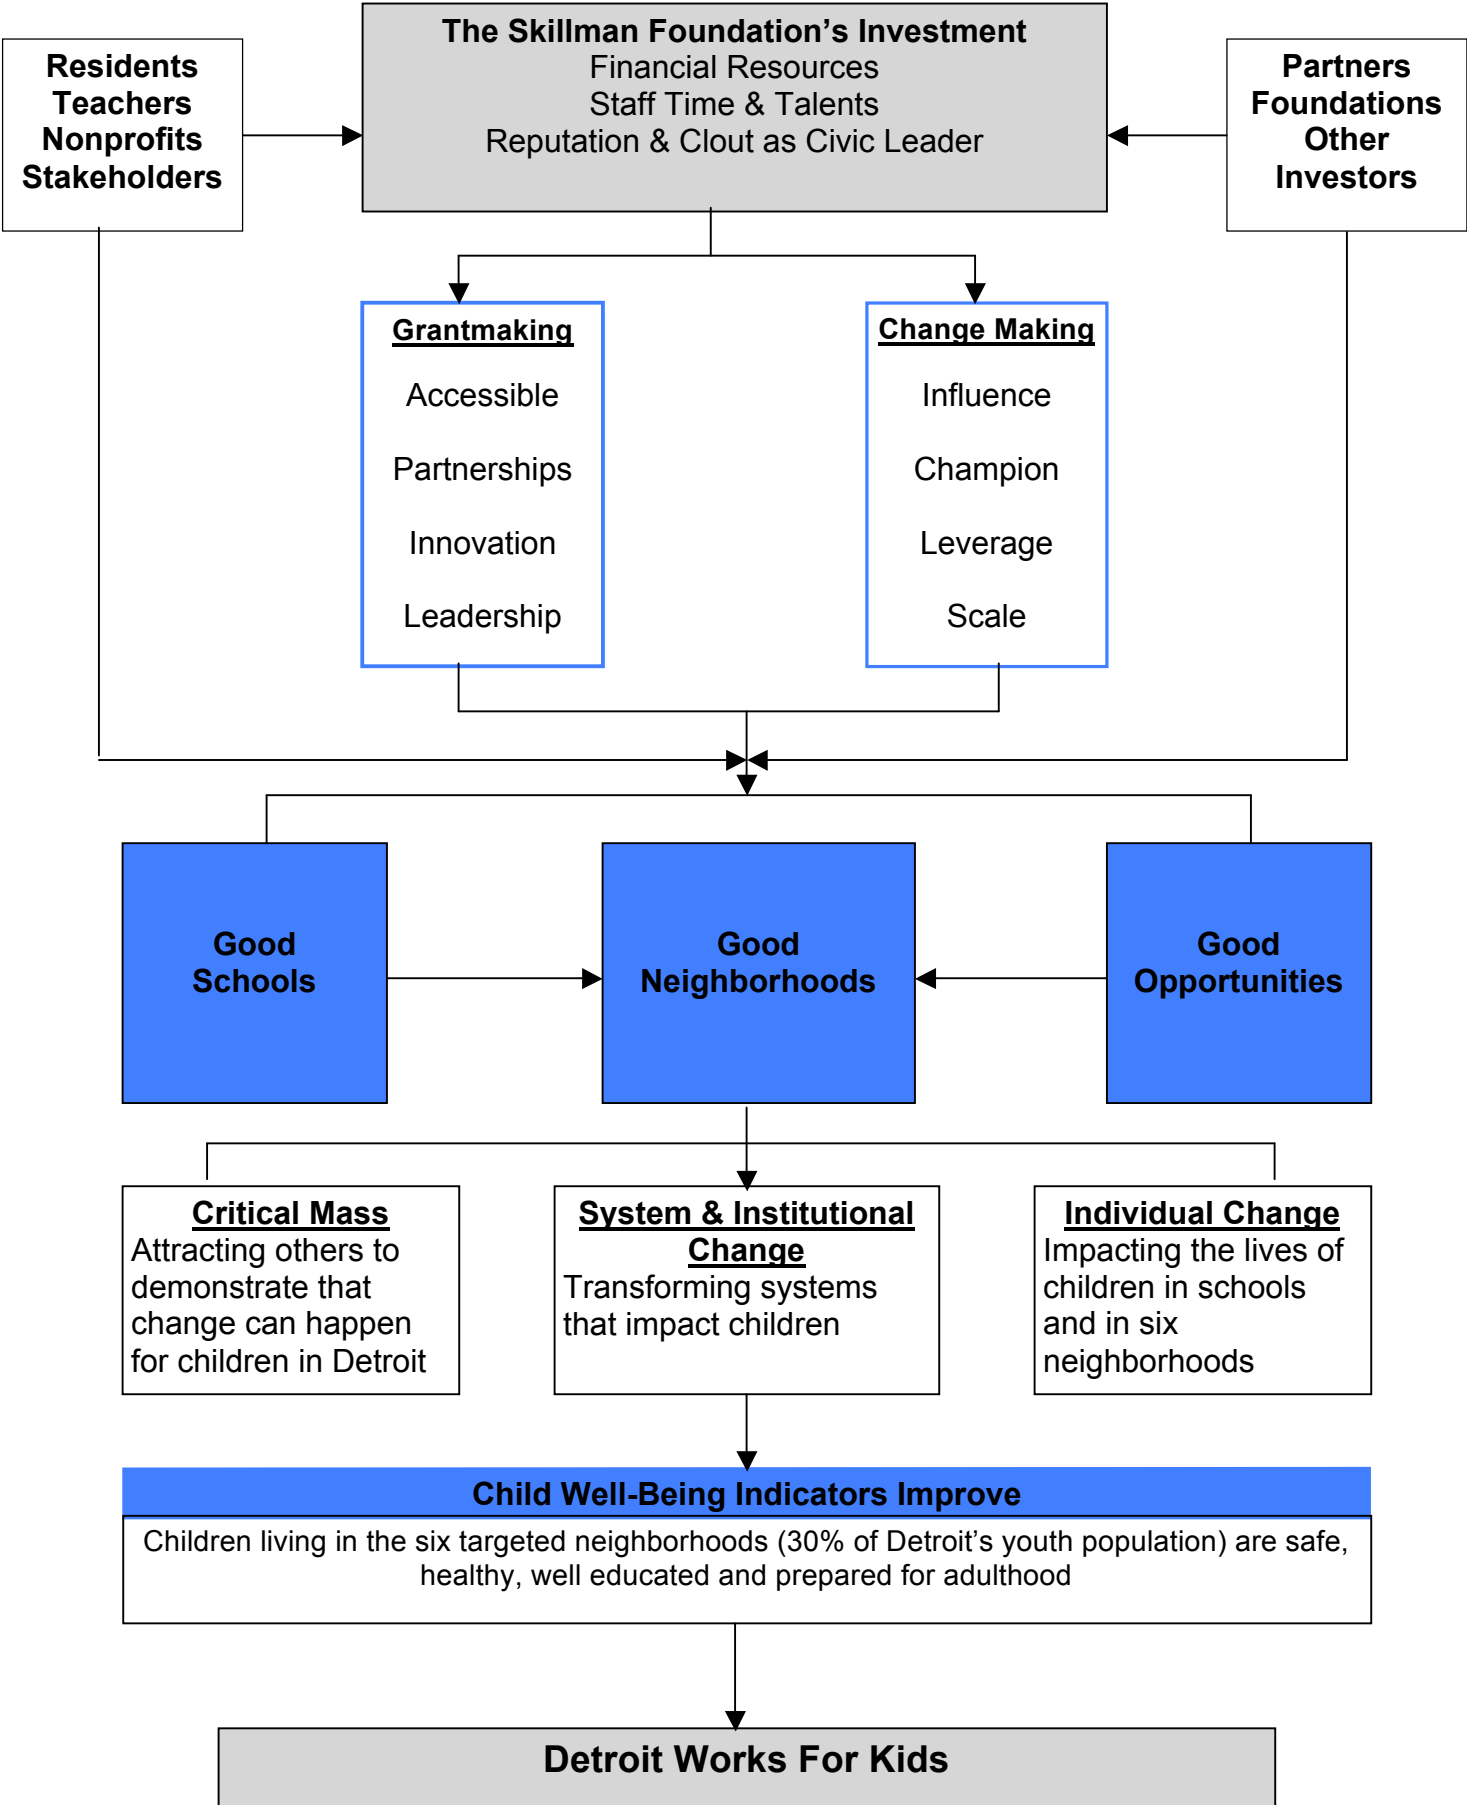 The Skillman Foundation’s Investment
Financial Resources
Staff Time & Talents
Reputation & Clout as Civic Leader
Residents
Teachers
Nonprofits
Stakeholders
Partners
Foundations
Other
Investors
Grantmaking
Accessible
Partnerships
Innovation
Leadership
Change Making
Influence
Champion
Leverage
Scale
Good
Schools
Good
Neighborhoods
Good
Opportunities
Critical Mass
Attracting others to
demonstrate that
change can happen
for children in Detroit
System & Institutional
Change
Transforming systems
that impact children
Individual Change
Impacting the lives of
children in schools
and in six
neighborhoods
Child Well-Being Indicators Improve
Children living in the six targeted neighborhoods (30% of Detroit’s youth population) are safe,
healthy, well educated and prepared for adulthood
Detroit Works For Kids